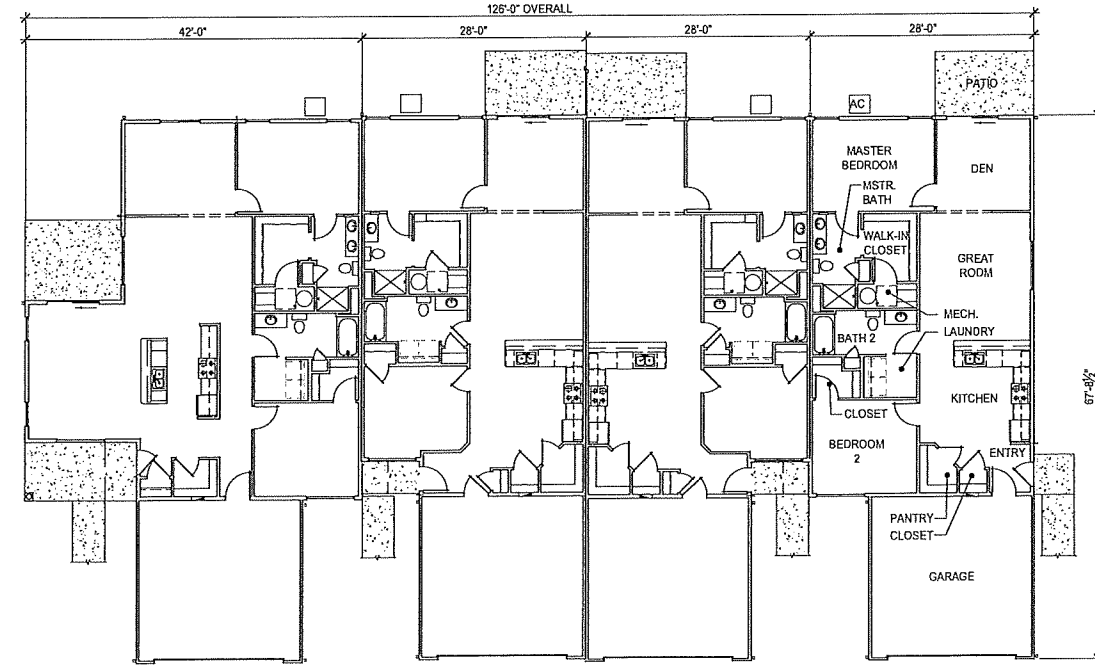 126'-0" OVERALL
42'-0"
28'-0"
28'-0"
28'-0"
PATIO
AC
MASTER
BEDROOM
DEN
MSTR.
BATH
WALK-IN
CLOSET
GREAT
ROOM
MECH.
LAUNDRY
BATH 2
67'-8½"
KITCHEN
CLOSET
BEDROOM
2
ENTRY
PANTRY
CLOSET
GARAGE